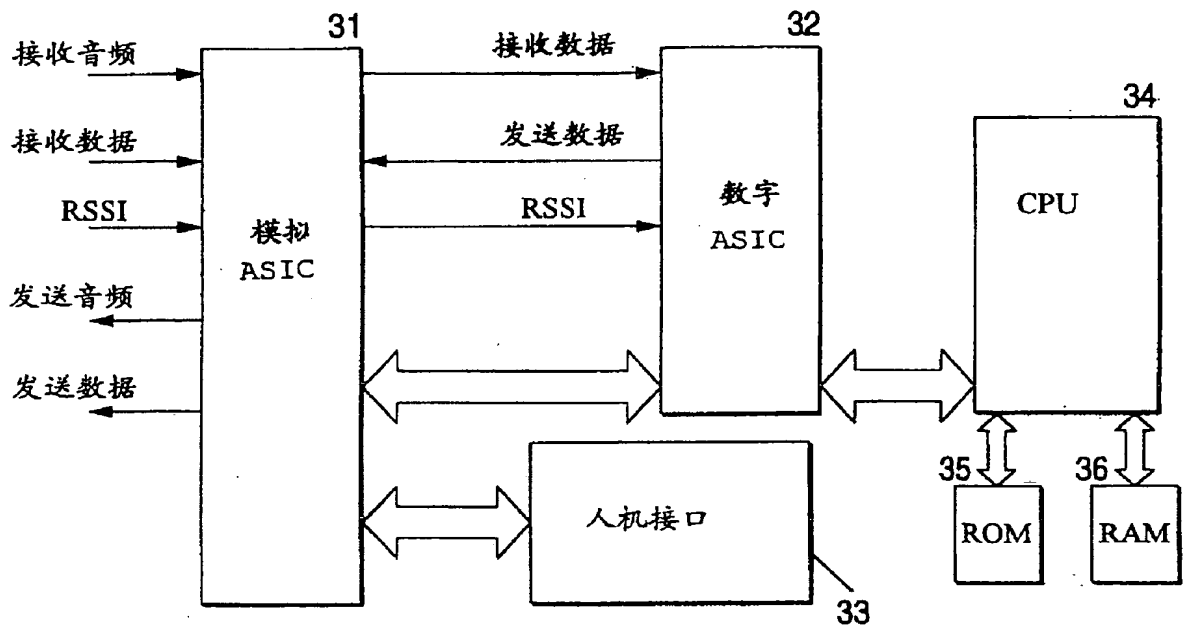 31
32
34
接收音频
接收数据
接收数据
发送数据
RSSI
RSSI
模拟
ASIC
数字
ASIC
CPU
发送音频
发送数据
35
36
ROM
RAM
人机接口
33